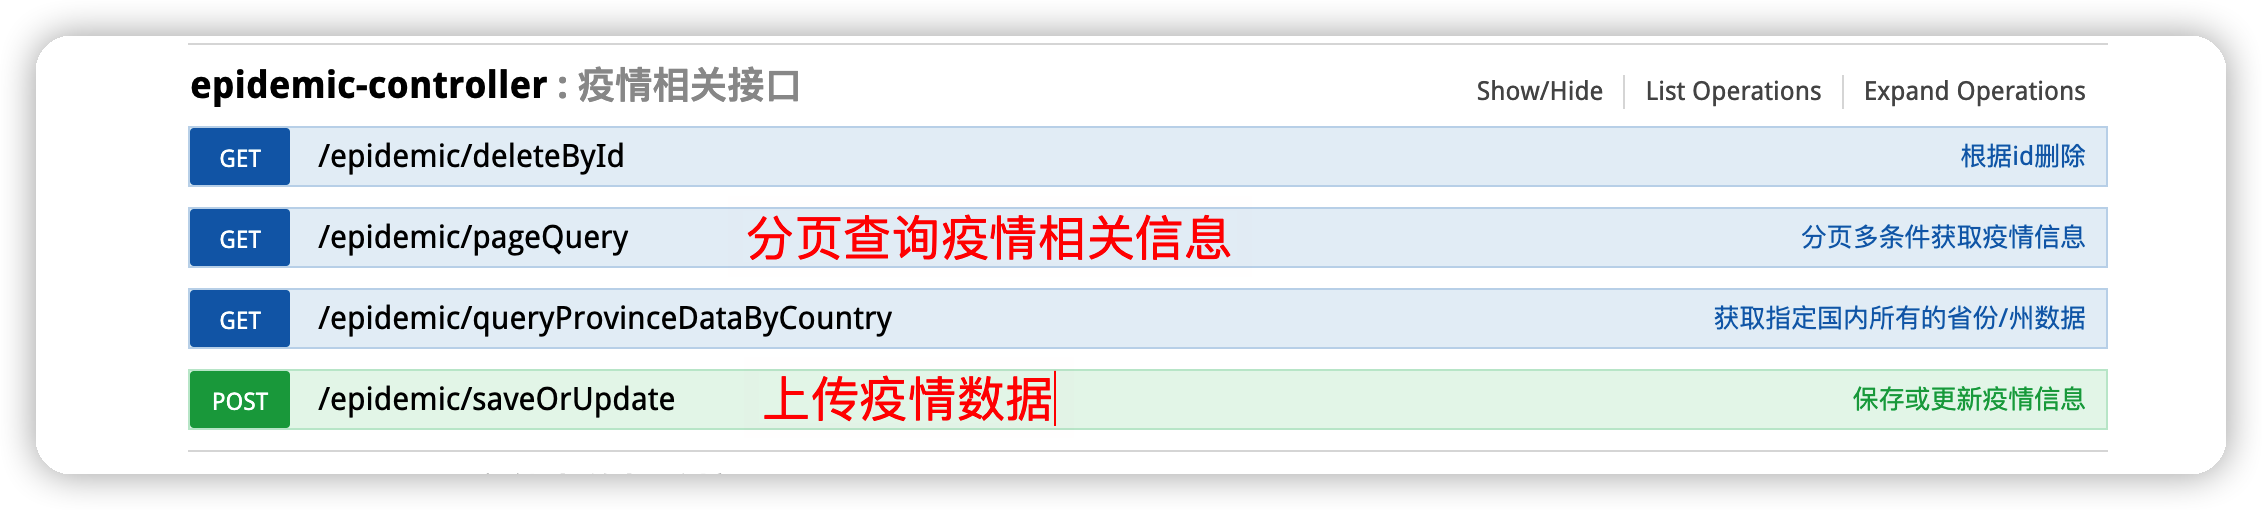 epidemic-controller : 疫情相关接口
Show/Hide
List Operations
Expand Operations
GET /epidemic/deleteById 根据id删除
GET /epidemic/pageQuery 分页查询疫情相关信息 分页多条件获取疫情信息
GET /epidemic/queryProvinceDataByCountry 获取指定国内所有的省份/州数据
POST /epidemic/saveOrUpdate 上传疫情数据 保存或更新疫情信息